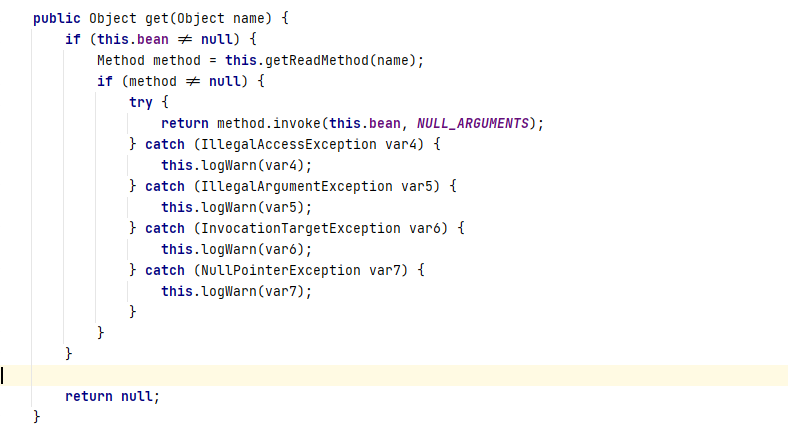 public Object get(Object name) {
if (this.bean ≠ null) {
Method method = this.getReadMethod(name);
if (method ≠ null) {
try {
return method.invoke(this.bean, NULL_ARGUMENTS);
} catch (IllegalAccessException var4) {
this.logWarn(var4);
} catch (IllegalArgumentException var5) {
this.logWarn(var5);
} catch (InvocationTargetException var6) {
this.logWarn(var6);
} catch (NullPointerException var7) {
this.logWarn(var7);
}
}
}
return null;
}